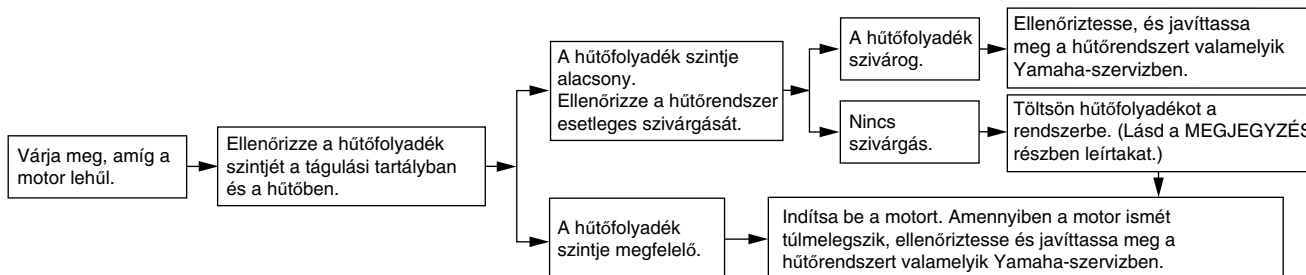 Várja meg, amíg a
motor lehűl.
Ellenőrizze a hűtőfolyadék
szintjét a tágulási tartályban
és a hűtőben.
A hűtőfolyadék szintje
alacsony.
Ellenőrizze a hűtőrendszer
esetleges szivárgását.
A hűtőfolyadék
szivárog.
Ellenőriztesse, és javíttassa
meg a hűtőrendszert valamelyik
Yamaha-szervizben.
Nincs
szivárgás.
Töltsön hűtőfolyadékot a
rendszerbe. (Lásd a MEGJEGYZÉS
részben leírtakat.)
A hűtőfolyadék
szintje megfelelő.
Indítsa be a motort. Amennyiben a motor ismét
túlmelegszik, ellenőriztesse és javíttassa meg a
hűtőrendszert valamelyik Yamaha-szervizben.